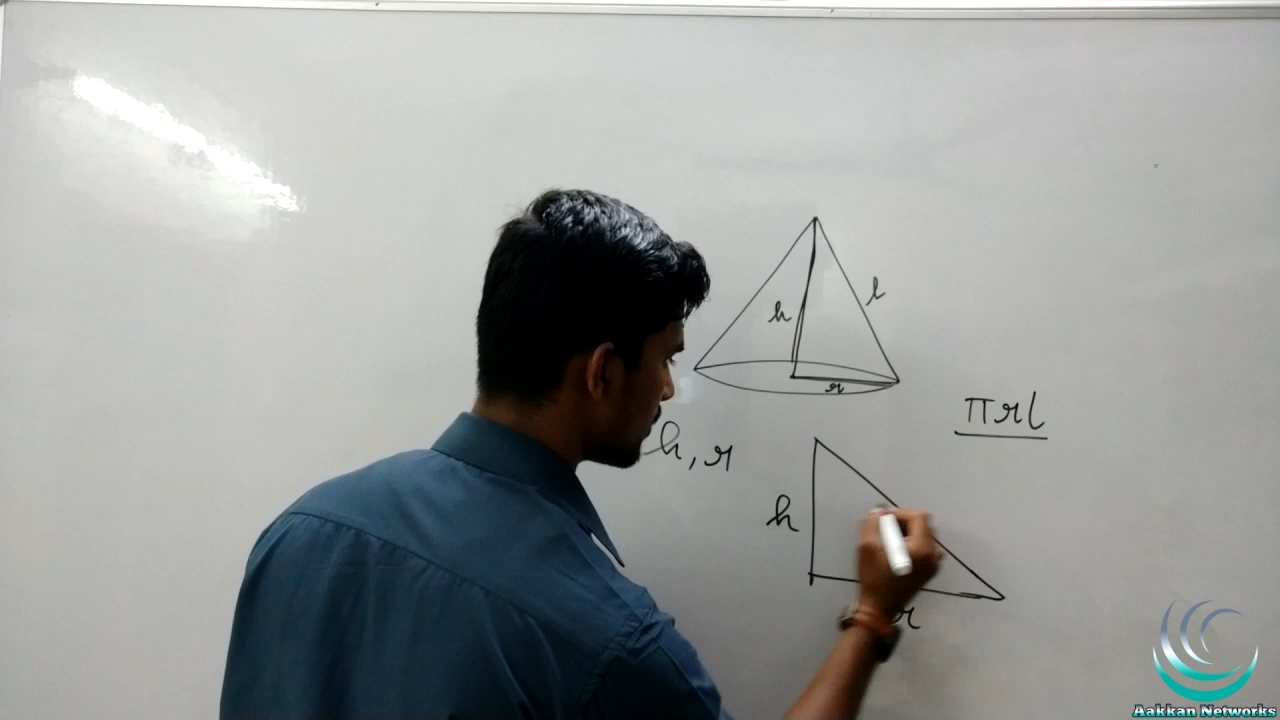 h
l
r
πrl
h, r
h
r
Aakkan Networks